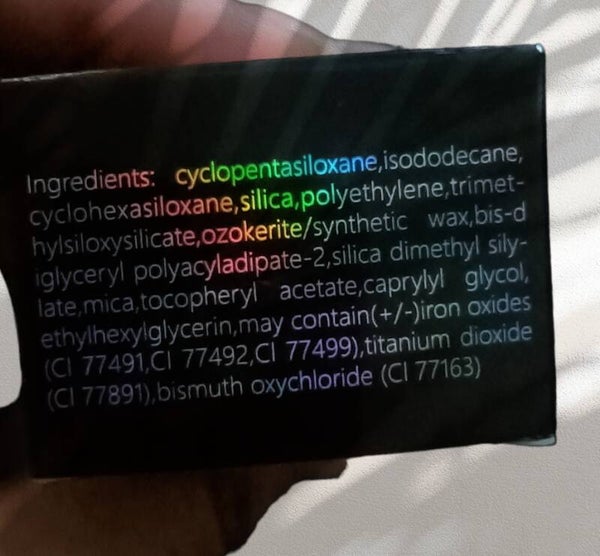 Ingredients: cyclopentasiloxane,isododecane,
cyclohexasiloxane,silica,polyethylene,trimet-
hylsiloxysilicate,ozokerite/synthetic wax,bis-d
iglyceryl polyacyladipate-2,silica dimethyl sily-
late,mica,tocopheryl acetate,caprylyl glycol,
ethylhexylglycerin,may contain(+/-)iron oxides
(CI 77491,CI 77492,CI 77499),titanium dioxide
(CI 77891),bismuth oxychloride (CI 77163)